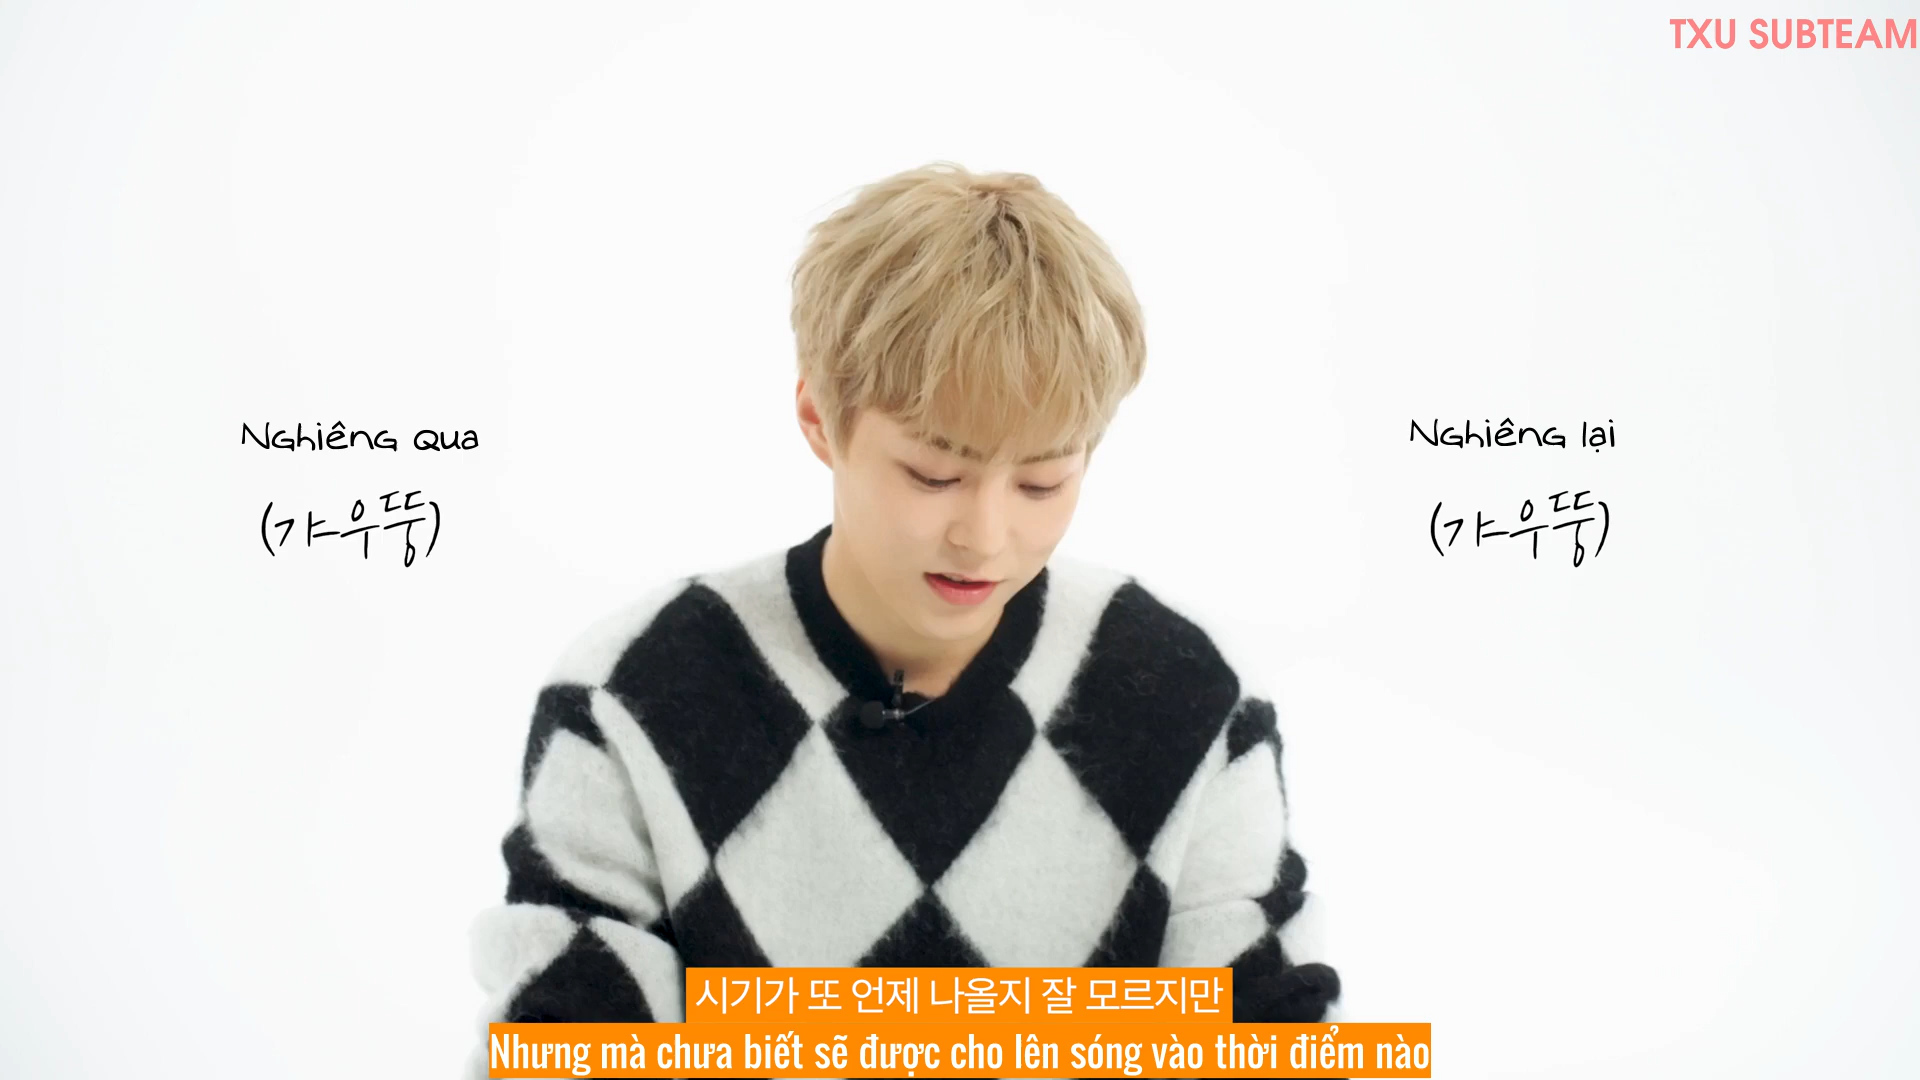 TXU SUBTEAM
Nghiêng qua
(갸우뚱)
Nghiêng lại
(갸우뚱)
시기가 또 언제 나올지 잘 모르지만
Nhưng mà chưa biết sẽ được cho lên sóng vào thời điểm nào